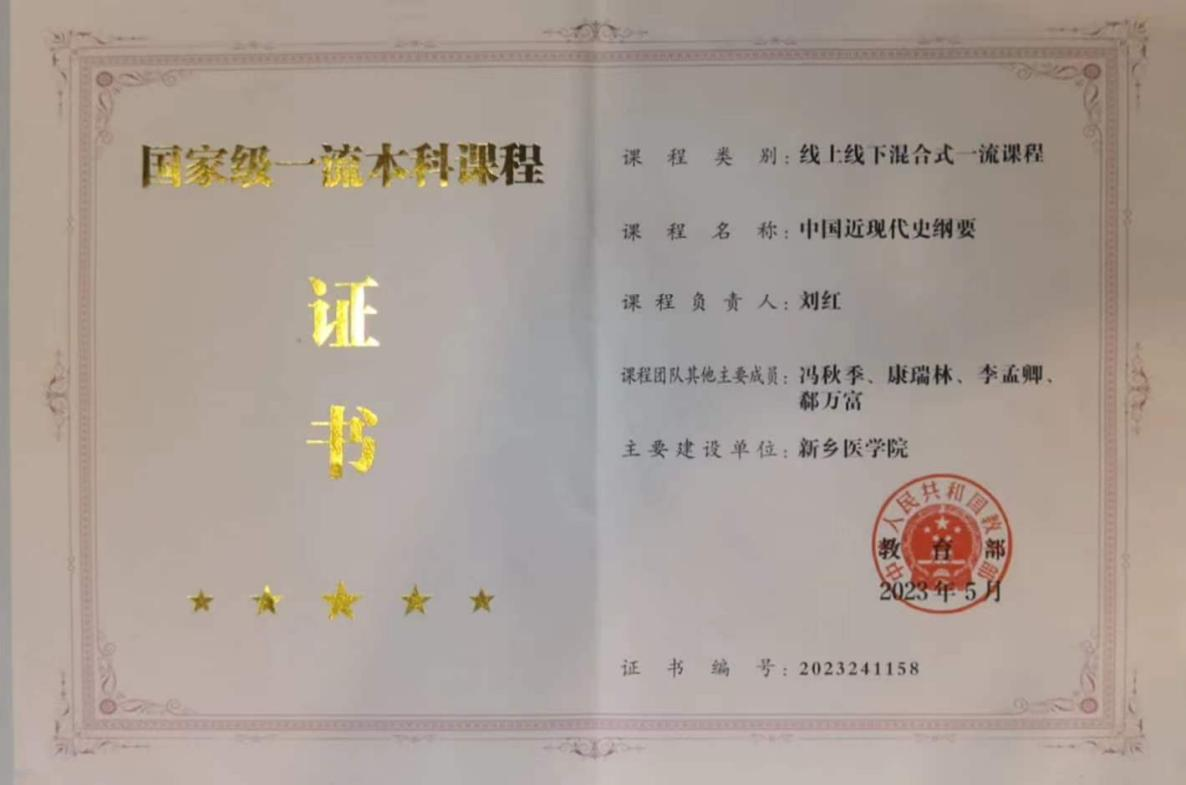 国家级一流本科课程
证
书
课程类别：线上线下混合式一流课程
课程名称：中国近现代史纲要
课程负责人：刘红
课程团队其他主要成员：冯秋季、康瑞林、李孟卿、
郗万富
主要建设单位：新乡医学院
中华人民共和国教育部
教育部
2023年5月
证书编号：2023241158